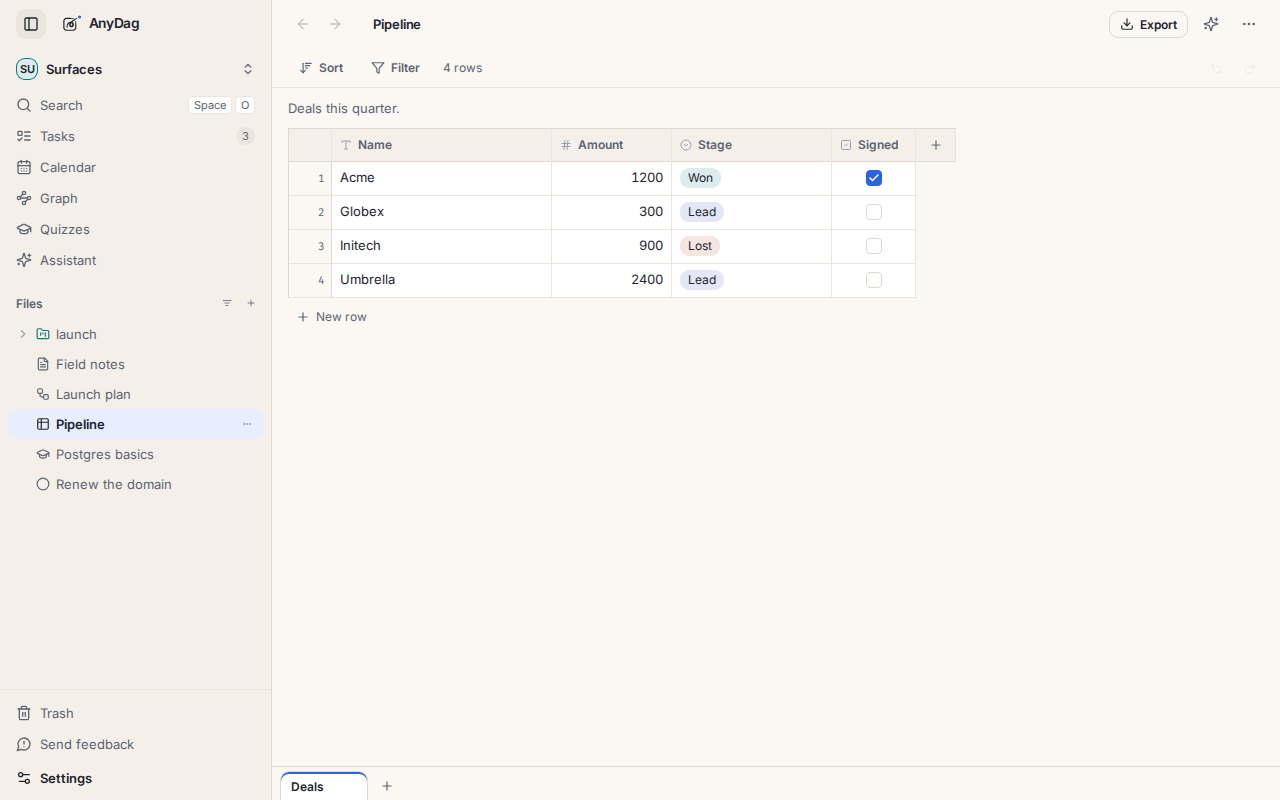 AnyDag
Pipeline
Export
SU Surfaces
Sort Filter 4 rows
Search Space O
Tasks 3
Calendar
Graph
Quizzes
Assistant
Files
launch
Field notes
Launch plan
Pipeline
Postgres basics
Renew the domain
Trash
Send feedback
Settings
Deals this quarter.
Name Amount Stage Signed
1 Acme 1200 Won
2 Globex 300 Lead
3 Initech 900 Lost
4 Umbrella 2400 Lead
New row
Deals